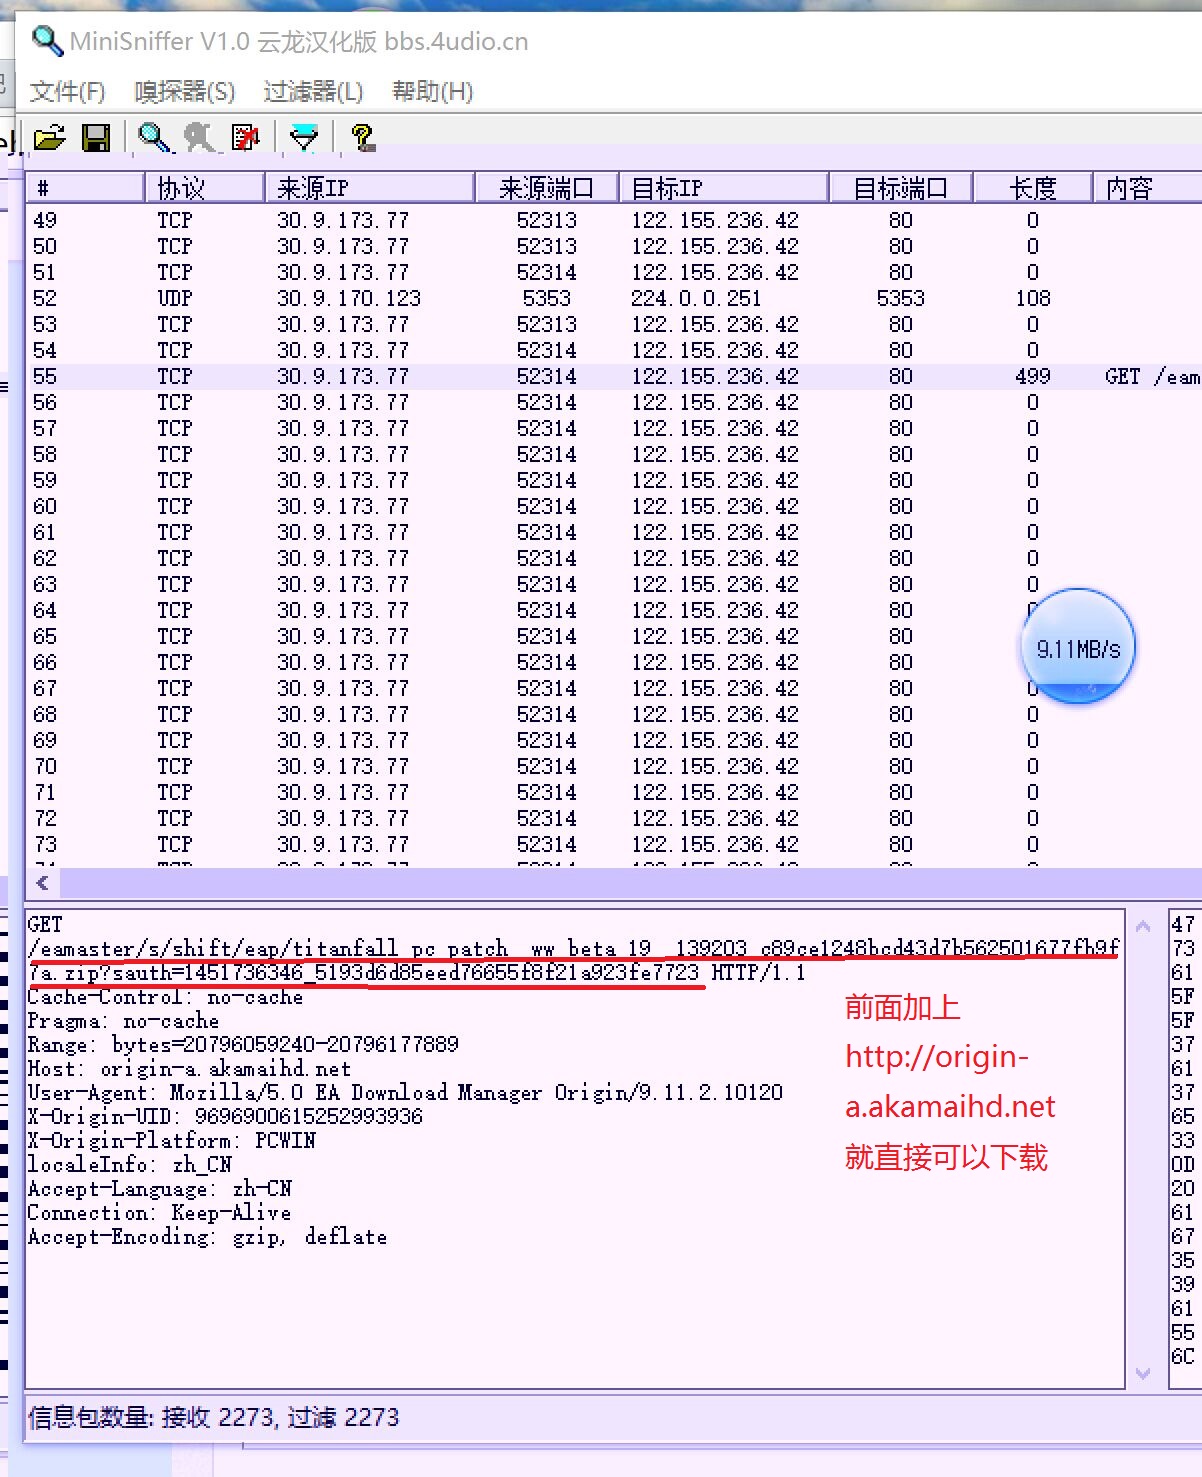 MiniSniffer V1.0 云龙汉化版 bbs.4udio.cn
文件(F) 嗅探器(S) 过滤器(L) 帮助(H)
# 协议 来源IP 来源端口 目标IP 目标端口 长度 内容
49 TCP 30.9.173.77 52313 122.155.236.42 80 0
50 TCP 30.9.173.77 52313 122.155.236.42 80 0
51 TCP 30.9.173.77 52314 122.155.236.42 80 0
52 UDP 30.9.170.123 5353 224.0.0.251 5353 108
53 TCP 30.9.173.77 52313 122.155.236.42 80 0
54 TCP 30.9.173.77 52314 122.155.236.42 80 0
55 TCP 30.9.173.77 52314 122.155.236.42 80 499 GET /eam
56 TCP 30.9.173.77 52314 122.155.236.42 80 0
57 TCP 30.9.173.77 52314 122.155.236.42 80 0
58 TCP 30.9.173.77 52314 122.155.236.42 80 0
59 TCP 30.9.173.77 52314 122.155.236.42 80 0
60 TCP 30.9.173.77 52314 122.155.236.42 80 0
61 TCP 30.9.173.77 52314 122.155.236.42 80 0
62 TCP 30.9.173.77 52314 122.155.236.42 80 0
63 TCP 30.9.173.77 52314 122.155.236.42 80 0
64 TCP 30.9.173.77 52314 122.155.236.42 80
65 TCP 30.9.173.77 52314 122.155.236.42 80
66 TCP 30.9.173.77 52314 122.155.236.42 80
9.11MB/s
67 TCP 30.9.173.77 52314 122.155.236.42 80 0
68 TCP 30.9.173.77 52314 122.155.236.42 80 0
69 TCP 30.9.173.77 52314 122.155.236.42 80 0
70 TCP 30.9.173.77 52314 122.155.236.42 80 0
71 TCP 30.9.173.77 52314 122.155.236.42 80 0
72 TCP 30.9.173.77 52314 122.155.236.42 80 0
73 TCP 30.9.173.77 52314 122.155.236.42 80 0
GET
/eamaster/s/shift/eap/titanfall_pc_patch__ww_beta_19__139203_c89ce1248bcd43d7b562501677fb9f
7a.zip?sauth=1451736346_5193d6d85eed76655f8f21a923fe7723 HTTP/1.1
Cache-Control: no-cache
Pragma: no-cache
Range: bytes=20796059240-20796177889
Host: origin-a.akamaihd.net
User-Agent: Mozilla/5.0 EA Download Manager Origin/9.11.2.10120
X-Origin-UID: 9696900615252993936
X-Origin-Platform: PCWIN
localeInfo: zh_CN
Accept-Language: zh-CN
Connection: Keep-Alive
Accept-Encoding: gzip, deflate
前面加上
http://origin-
a.akamaihd.net
就直接可以下载
47
73
61
5F
5F
37
61
37
65
33
0D
20
61
67
35
39
61
55
6C
信息包数量: 接收 2273, 过滤 2273